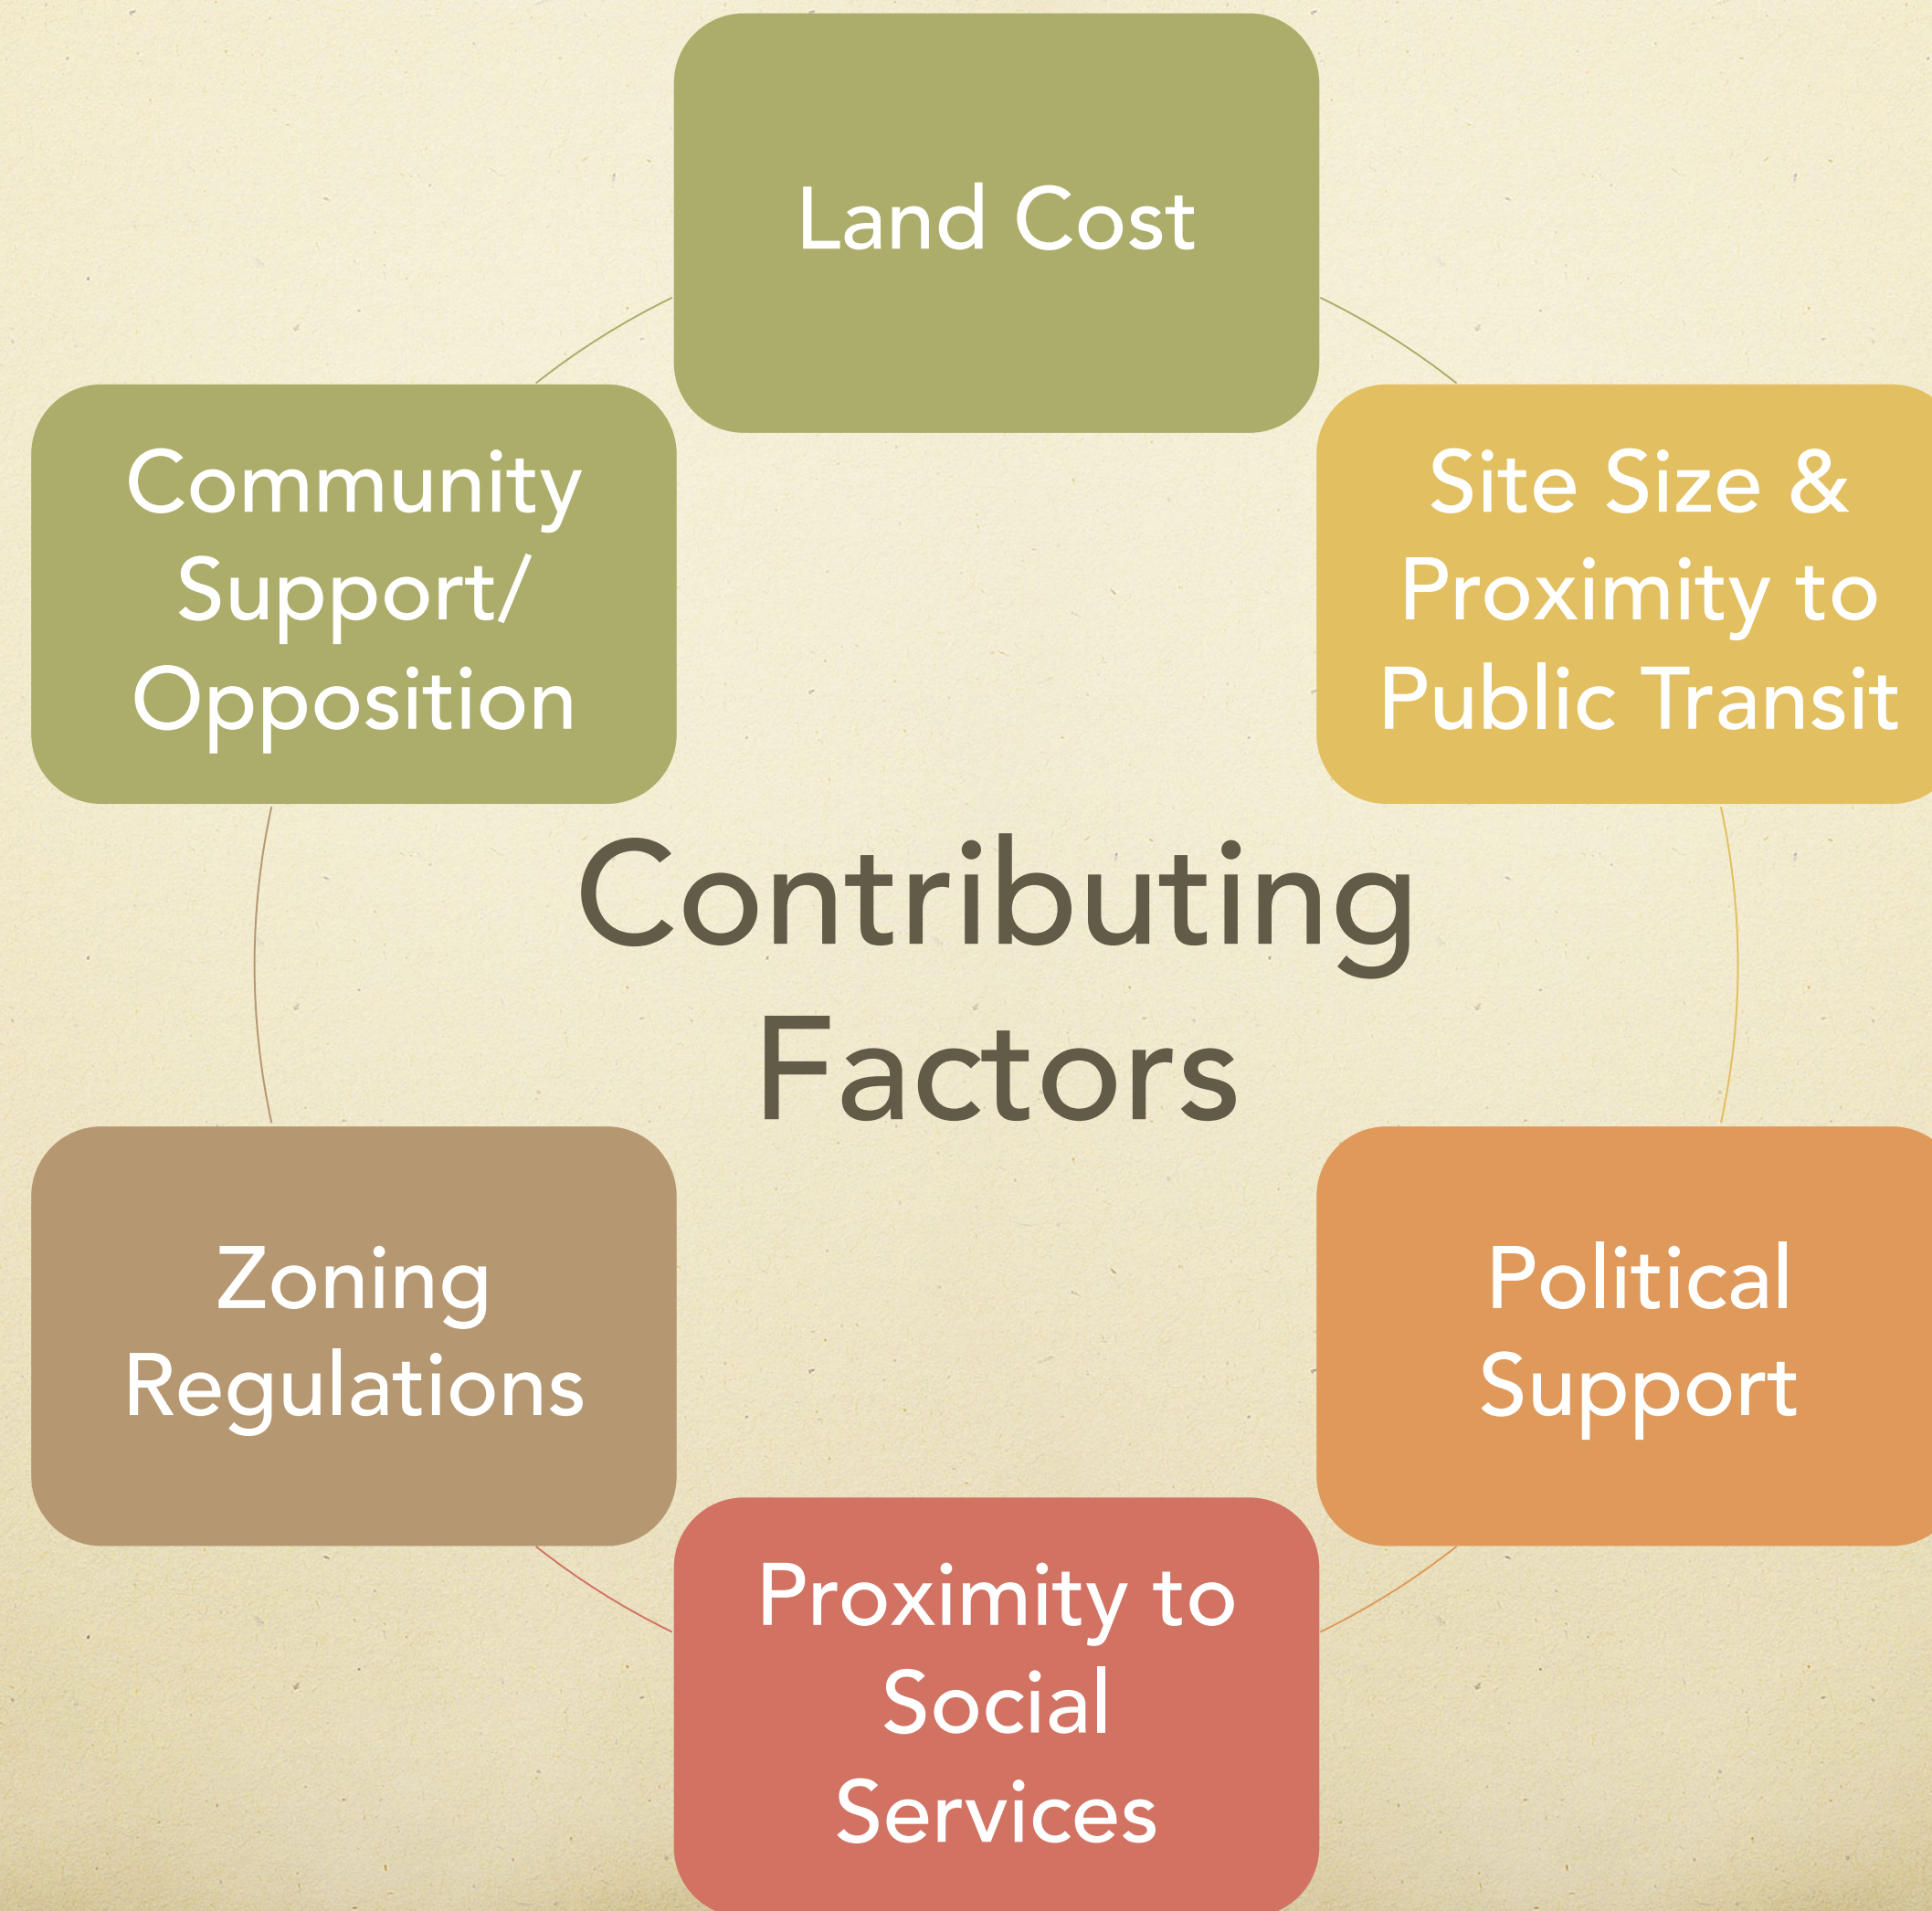 Land Cost
Community
Support/
Opposition
Site Size &
Proximity to
Public Transit
Contributing
Factors
Zoning
Regulations
Political
Support
Proximity to
Social
Services